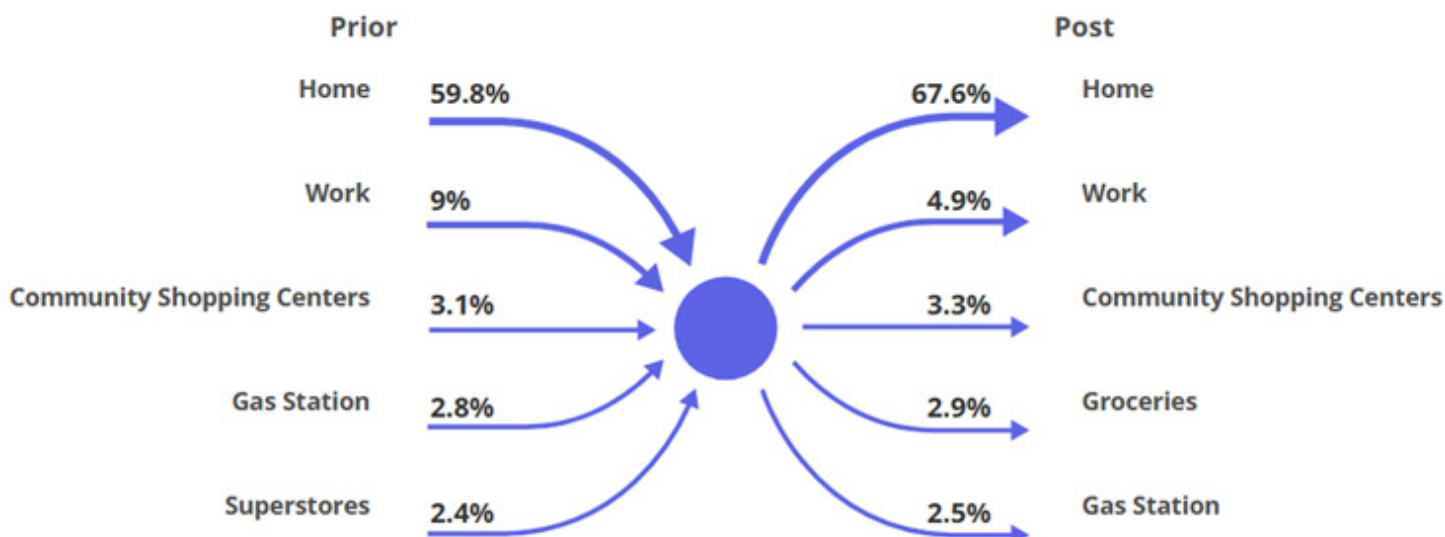 Prior
Post
Home 59.8%
67.6% Home
Work 9%
4.9% Work
Community Shopping Centers 3.1%
3.3% Community Shopping Centers
Gas Station 2.8%
2.9% Groceries
Superstores 2.4%
2.5% Gas Station